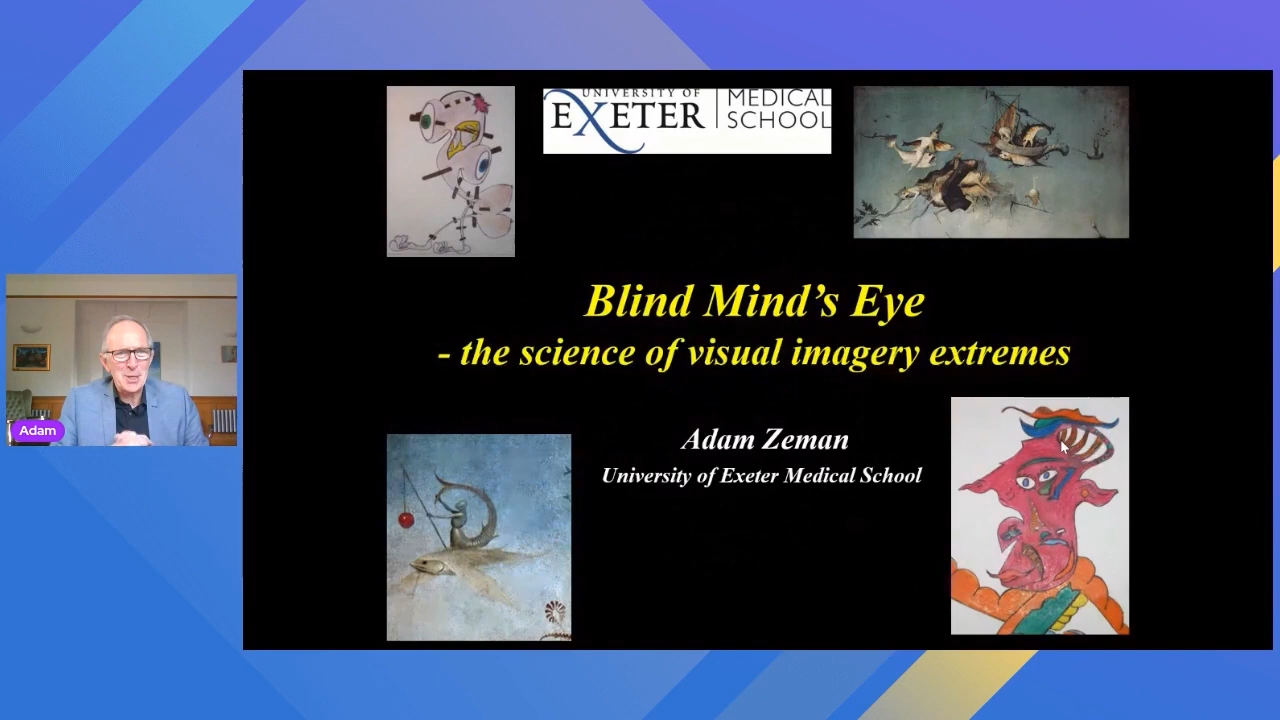 UNIVERSITY OF
EXETER
MEDICAL
SCHOOL
Blind Mind’s Eye
- the science of visual imagery extremes
Adam Zeman
University of Exeter Medical School
Adam